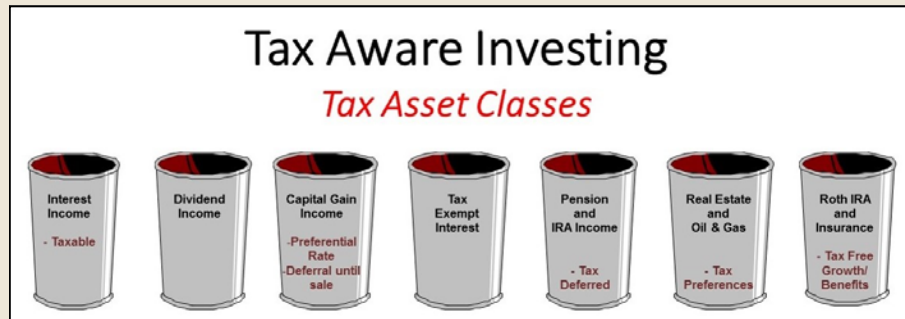 Tax Aware Investing
Tax Asset Classes
Interest
Income
- Taxable
Dividend
Income
Capital Gain
Income
-Preferential
Rate
-Deferral until
sale
Tax
Exempt
Interest
Pension
and
IRA Income
- Tax
Deferred
Real Estate
and
Oil & Gas
- Tax
Preferences
Roth IRA
and
Insurance
- Tax Free
Growth/
Benefits